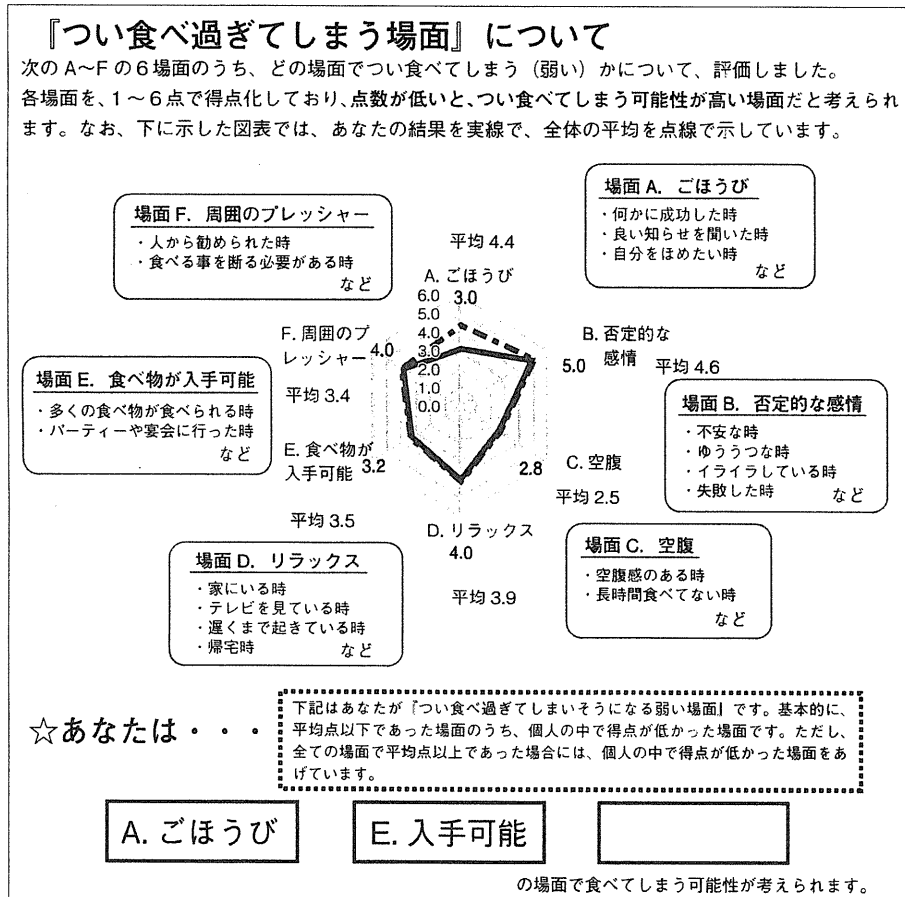 『つい食べ過ぎてしまう場面』について
次のA~Fの6場面のうち、どの場面でつい食べてしまう（弱い）かについて、評価しました。
各場面を、1～6点で得点化しており、点数が低いと、つい食べてしまう可能性が高い場面だと考えられ
ます。なお、下に示した図表では、あなたの結果を実線で、全体の平均を点線で示しています。
場面 A. ごほうび
・何かに成功した時
・良い知らせを聞いた時
・自分をほめたい時
など
場面 F. 周囲のプレッシャー
・人から勧められた時
・食べる事を断る必要がある時
など
平均 4.4
A. ごほうび
3.0
6.0
5.0
4.0
3.0
2.0
1.0
0.0
F. 周囲のプ
レッシャー
4.0
平均 3.4
B. 否定的な
感情
5.0
平均 4.6
場面 E. 食べ物が入手可能
・多くの食べ物が食べられる時
・パーティーや宴会に行った時
など
場面 B. 否定的な感情
・不安な時
・ゆううつな時
・イライラしている時
・失敗した時
など
E. 食べ物が
入手可能
3.2
平均 3.5
C. 空腹
2.8
平均 2.5
D. リラックス
4.0
平均 3.9
場面 D. リラックス
・家にいる時
・テレビを見ている時
・遅くまで起きている時
・帰宅時
など
場面 C. 空腹
・空腹感のある時
・長時間食べてない時
など
☆あなたは・・・
下記はあなたが『つい食べ過ぎてしまいそうになる弱い場面』です。基本的に、
平均点以下であった場面のうち、個人の中で得点が低かった場面です。ただし、
全ての場面で平均点以上であった場合には、個人の中で得点が低かった場面をあ
げています。
A. ごほうび
E. 入手可能
の場面で食べてしまう可能性が考えられます。